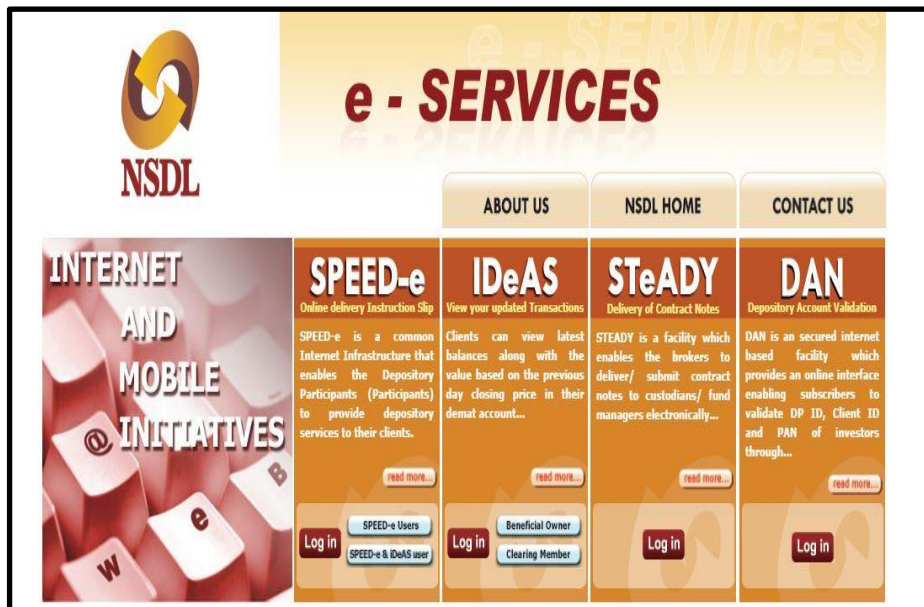 e - SERVICES
e - SERVICES
NSDL
ABOUT US
NSDL HOME
CONTACT US
INTERNET
AND
MOBILE
INITIATIVES
@
B
e
W
SPEED-e
Online delivery Instruction Slip
SPEED-e is a common
Internet Infrastructure that
enables the Depository
Participants (Participants)
to provide depository
services to their clients.
read more...
Log in
SPEED-e Users
SPEED-e & iDeAS user
IDeAS
View your updated Transactions
Clients can view latest
balances along with the
value based on the previous
day closing price in their
demat account...
read more...
Log in
Beneficial Owner
Clearing Member
STeADY
Delivery of Contract Notes
STEADY is a facility which
enables the brokers to
deliver/ submit contract
notes to custodians/ fund
managers electronically...
read more...
Log in
DAN
Depository Account Validation
DAN is an secured internet
based facility which
provides an online interface
enabling subscribers to
validate DP ID, Client ID
and PAN of investors
through...
read more...
Log in